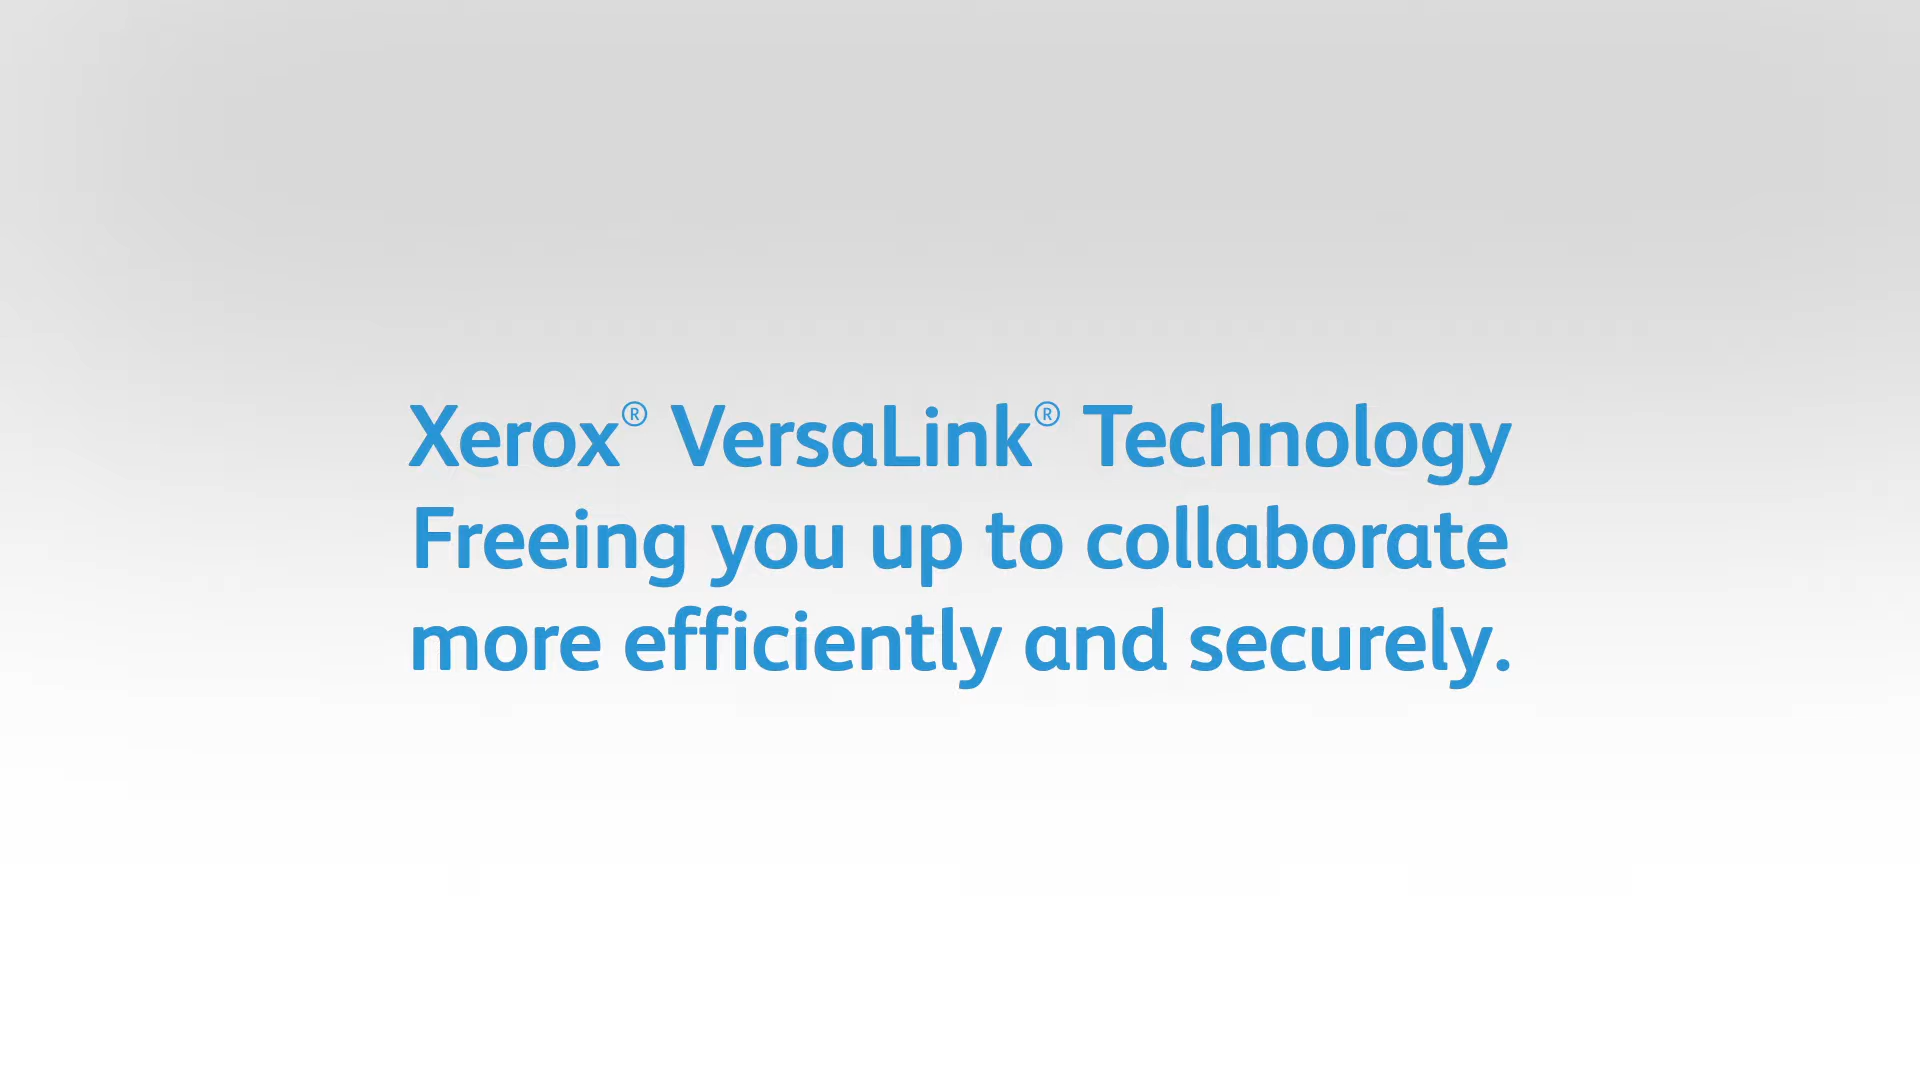 Xerox® VersaLink® Technology
Freeing you up to collaborate
more efficiently and securely.